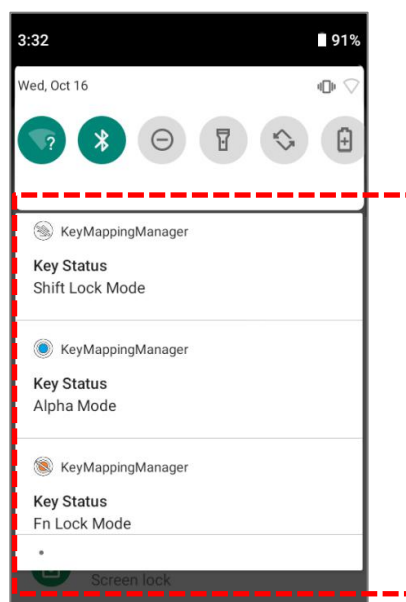 3:32 91%
Wed, Oct 16
?
KeyMappingManager
Key Status
Shift Lock Mode
KeyMappingManager
Key Status
Alpha Mode
KeyMappingManager
Key Status
Fn Lock Mode
Screen lock